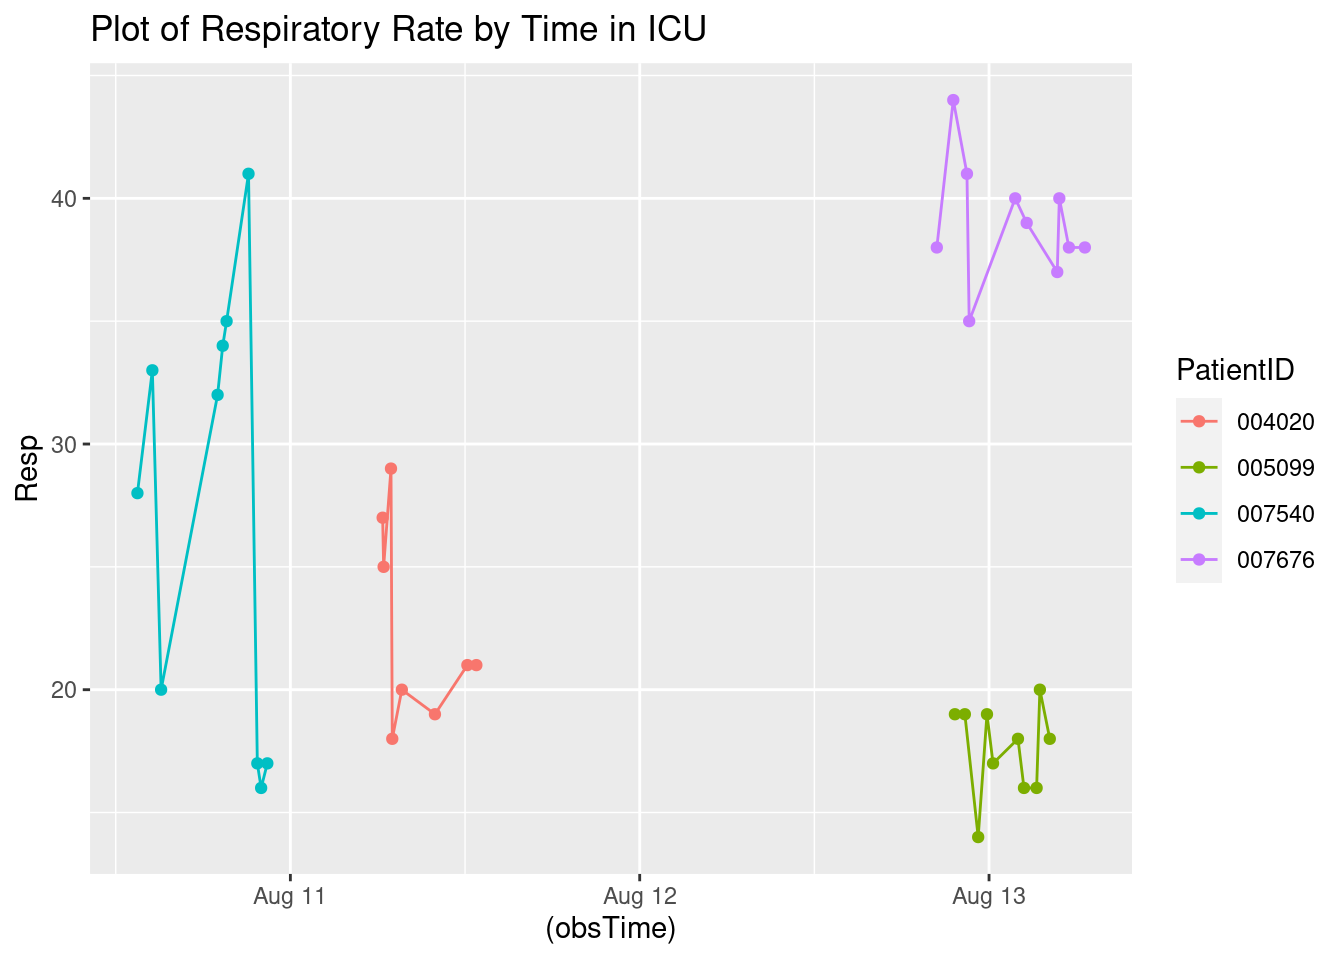 Plot of Respiratory Rate by Time in ICU
40
30
20
Resp
Aug 11
Aug 12
Aug 13
(obsTime)
PatientID
004020
005099
007540
007676